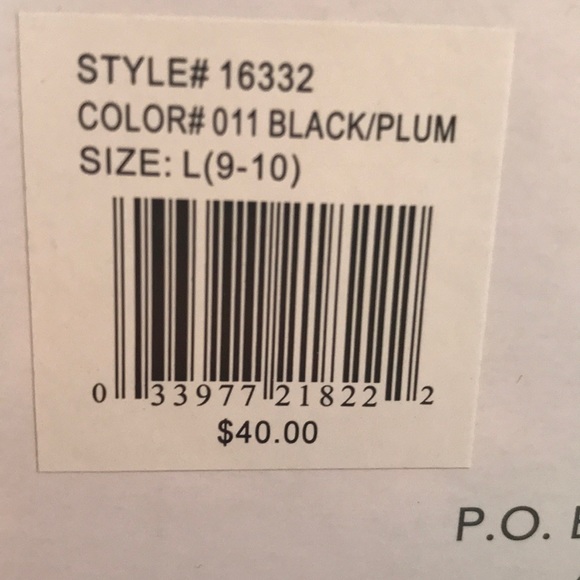 STYLE# 16332
COLOR# 011 BLACK/PLUM
SIZE: L(9-10)
0 33977 21822 2
$40.00
P.O.